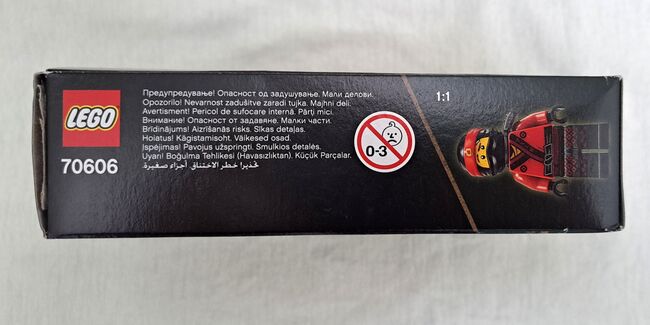 LEGO
70606
Предупредување! Опасност од задушување. Мали делови.
Opozorilo! Nevarnost zadušitve zaradi tujka. Majhni deli.
Avertisment! Pericol de sufocare internă. Părți mici.
Внимание! Опасност от задавяне. Малки части.
Brīdinājums! Aizrīšanās risks. Sīkas detaļas.
Hoiatus! Kägistamisoht. Väikesed osad.
Įspėjimas! Pavojus užspringti. Smulkios detalės.
Uyarı! Boğulma Tehlikesi (Havasızlıktan). Küçük Parçalar.
تحذير! خطر الاختناق. أجزاء صغيرة.
0-3
1:1